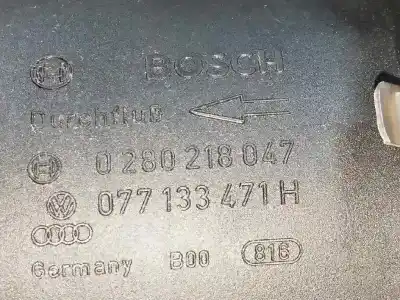 BOSCH
Durchfluß
0 280 218 047
077 133 471 H
Germany B00 816